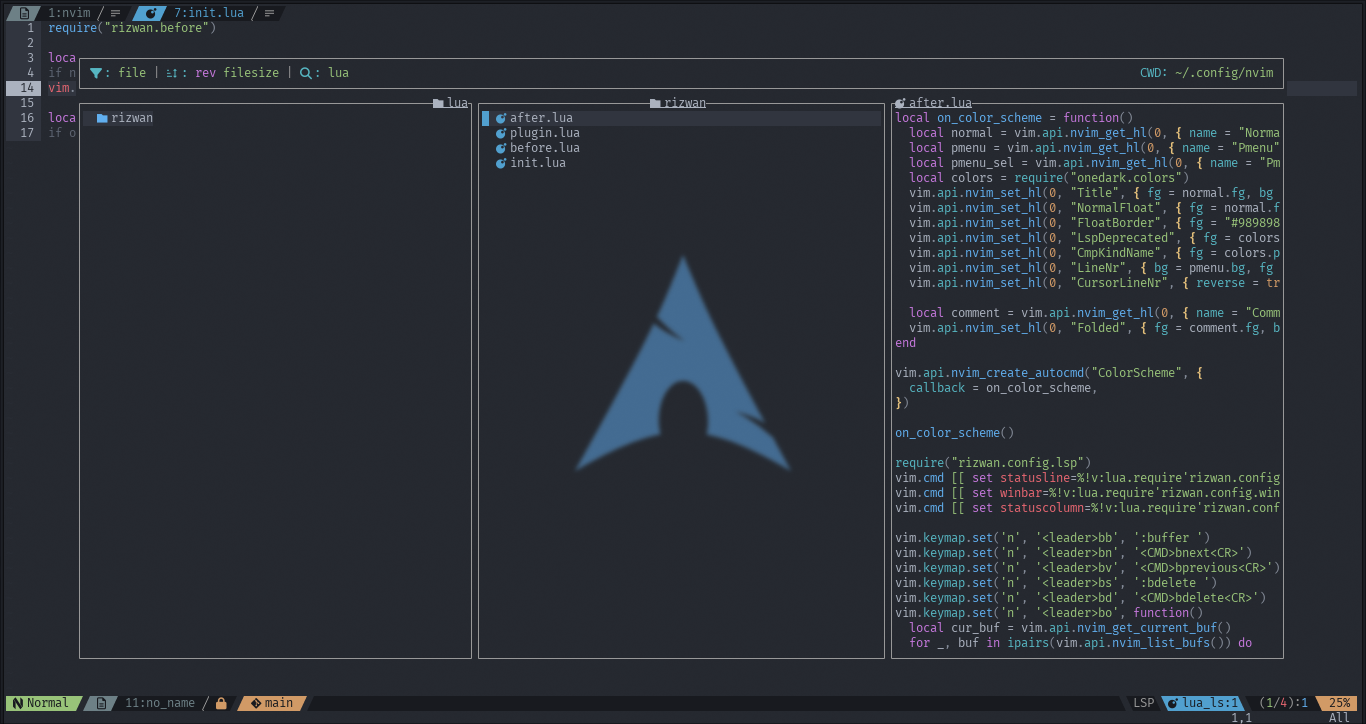 1:nvim / 7:init.lua /
1 require("rizwan.before")
2
3 loca
4 if n
14 vim.
15
16 loca
17 if o
: file | : rev filesize | : lua CWD: ~/.config/nvim
lua
rizwan
rizwan
after.lua
plugin.lua
before.lua
init.lua
after.lua
local on_color_scheme = function()
local normal = vim.api.nvim_get_hl(0, { name = "Norma
local pmenu = vim.api.nvim_get_hl(0, { name = "Pmenu"
local pmenu_sel = vim.api.nvim_get_hl(0, { name = "Pm
local colors = require("onedark.colors")
vim.api.nvim_set_hl(0, "Title", { fg = normal.fg, bg
vim.api.nvim_set_hl(0, "NormalFloat", { fg = normal.f
vim.api.nvim_set_hl(0, "FloatBorder", { fg = "#989898
vim.api.nvim_set_hl(0, "LspDeprecated", { fg = colors
vim.api.nvim_set_hl(0, "CmpKindName", { fg = colors.p
vim.api.nvim_set_hl(0, "LineNr", { bg = pmenu.bg, fg
vim.api.nvim_set_hl(0, "CursorLineNr", { reverse = tr
local comment = vim.api.nvim_get_hl(0, { name = "Comm
vim.api.nvim_set_hl(0, "Folded", { fg = comment.fg, b
end
vim.api.nvim_create_autocmd("ColorScheme", {
callback = on_color_scheme,
})
on_color_scheme()
require("rizwan.config.lsp")
vim.cmd [[ set statusline=%!v:lua.require'rizwan.config
vim.cmd [[ set winbar=%!v:lua.require'rizwan.config.win
vim.cmd [[ set statuscolumn=%!v:lua.require'rizwan.conf
vim.keymap.set('n', '<leader>bb', ':buffer ')
vim.keymap.set('n', '<leader>bn', '<CMD>bnext<CR>')
vim.keymap.set('n', '<leader>bv', '<CMD>bprevious<CR>')
vim.keymap.set('n', '<leader>bs', ':bdelete ')
vim.keymap.set('n', '<leader>bd', '<CMD>bdelete<CR>')
vim.keymap.set('n', '<leader>bo', function()
local cur_buf = vim.api.nvim_get_current_buf()
for _, buf in ipairs(vim.api.nvim_list_bufs()) do
Normal 11:no_name / main LSP lua_ls:1 (1/4):1 25%
1,1 All